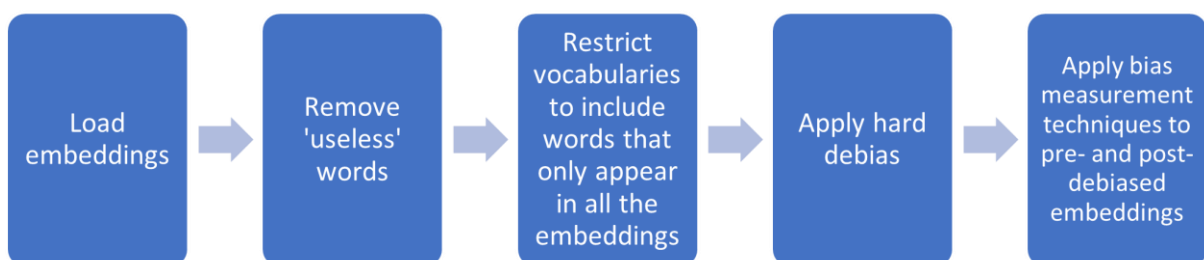 Load
embeddings
Remove
'useless'
words
Restrict
vocabularies
to include
words that
only appear
in all the
embeddings
Apply hard
debias
Apply bias
measurement
techniques to
pre- and post-
debiased
embeddings